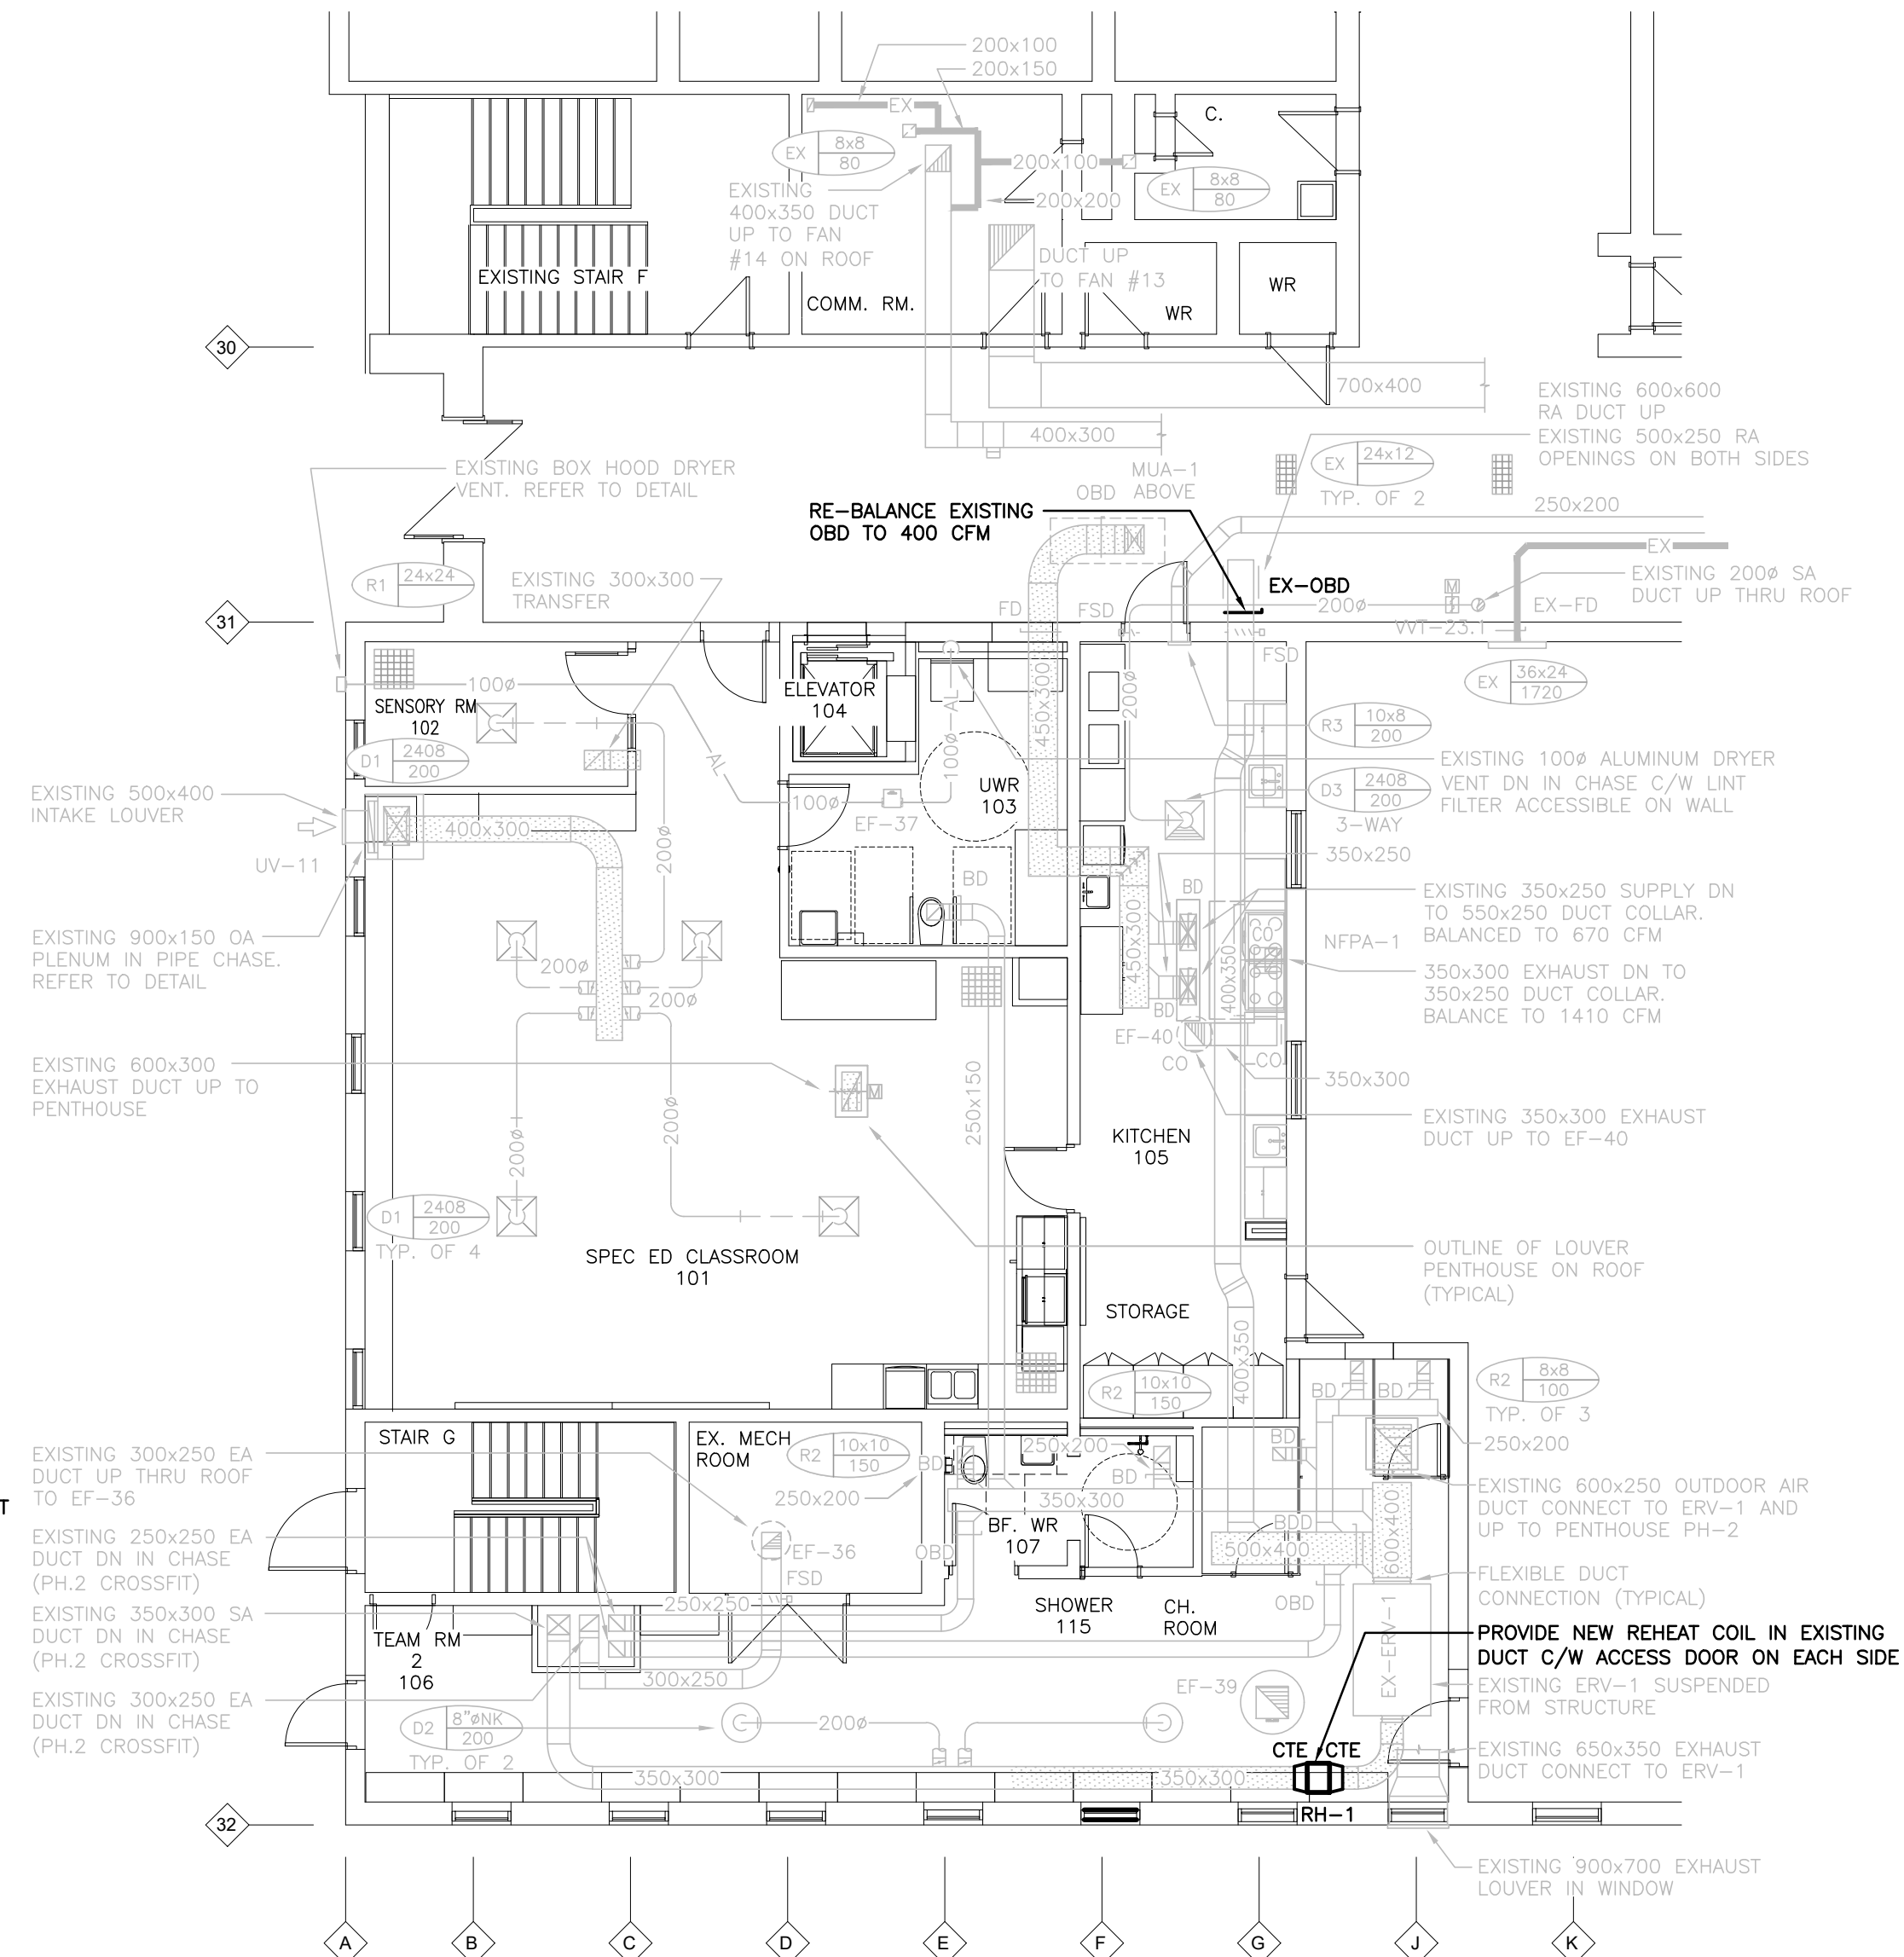 200x100
200x150
EX
C.
EX 8x8
80
200x100
EX 8x8
80
EXISTING
400x350 DUCT
UP TO FAN
#14 ON ROOF
200x200
DUCT UP
TO FAN #13
EXISTING STAIR F
COMM. RM.
WR
WR
30
700x400
EXISTING 600x600
RA DUCT UP
EXISTING 500x250 RA
OPENINGS ON BOTH SIDES
400x300
EX 24x12
TYP. OF 2
EXISTING BOX HOOD DRYER
VENT. REFER TO DETAIL
MUA-1
ABOVE
OBD
250x200
RE-BALANCE EXISTING
OBD TO 400 CFM
EX
R1 24x24
EXISTING 300x300
TRANSFER
EX-OBD
M
EXISTING 200ø SA
DUCT UP THRU ROOF
FD
FSD
200ø
EX-FD
31
VVT-23.1
FSD
EX 36x24
1720
100ø
ELEVATOR
104
SENSORY RM
102
100ø-AL
450x300
200ø
R3 10x8
200
D1 2408
200
AL
EXISTING 100ø ALUMINUM DRYER
VENT DN IN CHASE C/W LINT
FILTER ACCESSIBLE ON WALL
UWR
103
D3 2408
200
3-WAY
EXISTING 500x400
INTAKE LOUVER
100ø
EF-37
400x300
200ø
UV-11
350x250
BD
BD
EXISTING 350x250 SUPPLY DN
TO 550x250 DUCT COLLAR.
BALANCED TO 670 CFM
EXISTING 900x150 OA
PLENUM IN PIPE CHASE.
REFER TO DETAIL
200ø
200ø
450x300
400x350
CO
NFPA-1
350x300 EXHAUST DN TO
350x250 DUCT COLLAR.
BALANCE TO 1410 CFM
BD
EF-40
CO
CO
EXISTING 600x300
EXHAUST DUCT UP TO
PENTHOUSE
M
350x300
250x150
200ø
200ø
KITCHEN
105
EXISTING 350x300 EXHAUST
DUCT UP TO EF-40
D1 2408
200
TYP. OF 4
SPEC ED CLASSROOM
101
OUTLINE OF LOUVER
PENTHOUSE ON ROOF
(TYPICAL)
STORAGE
400x350
R2 10x10
150
BD
BD
R2 8x8
100
TYP. OF 3
STAIR G
EX. MECH
ROOM
R2 10x10
150
250x200
BD
250x200
BD
BD
250x200
EXISTING 300x250 EA
DUCT UP THRU ROOF
TO EF-36
350x300
EXISTING 600x250 OUTDOOR AIR
DUCT CONNECT TO ERV-1 AND
UP TO PENTHOUSE PH-2
T
BF. WR
107
BDD
500x400
600x400
EXISTING 250x250 EA
DUCT DN IN CHASE
(PH.2 CROSSFIT)
EF-36
FSD
OBD
FLEXIBLE DUCT
CONNECTION (TYPICAL)
250x250
SHOWER
115
CH.
ROOM
OBD
EXISTING 350x300 SA
DUCT DN IN CHASE
(PH.2 CROSSFIT)
TEAM RM
2
106
PROVIDE NEW REHEAT COIL IN EXISTING
DUCT C/W ACCESS DOOR ON EACH SIDE
300x250
EF-39
EX-ERV-1
EXISTING ERV-1 SUSPENDED
FROM STRUCTURE
EXISTING 300x250 EA
DUCT DN IN CHASE
(PH.2 CROSSFIT)
D2 8"øNK
200
TYP. OF 2
200ø
CTE CTE
EXISTING 650x350 EXHAUST
DUCT CONNECT TO ERV-1
350x300
350x300
RH-1
32
EXISTING 900x700 EXHAUST
LOUVER IN WINDOW
A B C D E F G J K